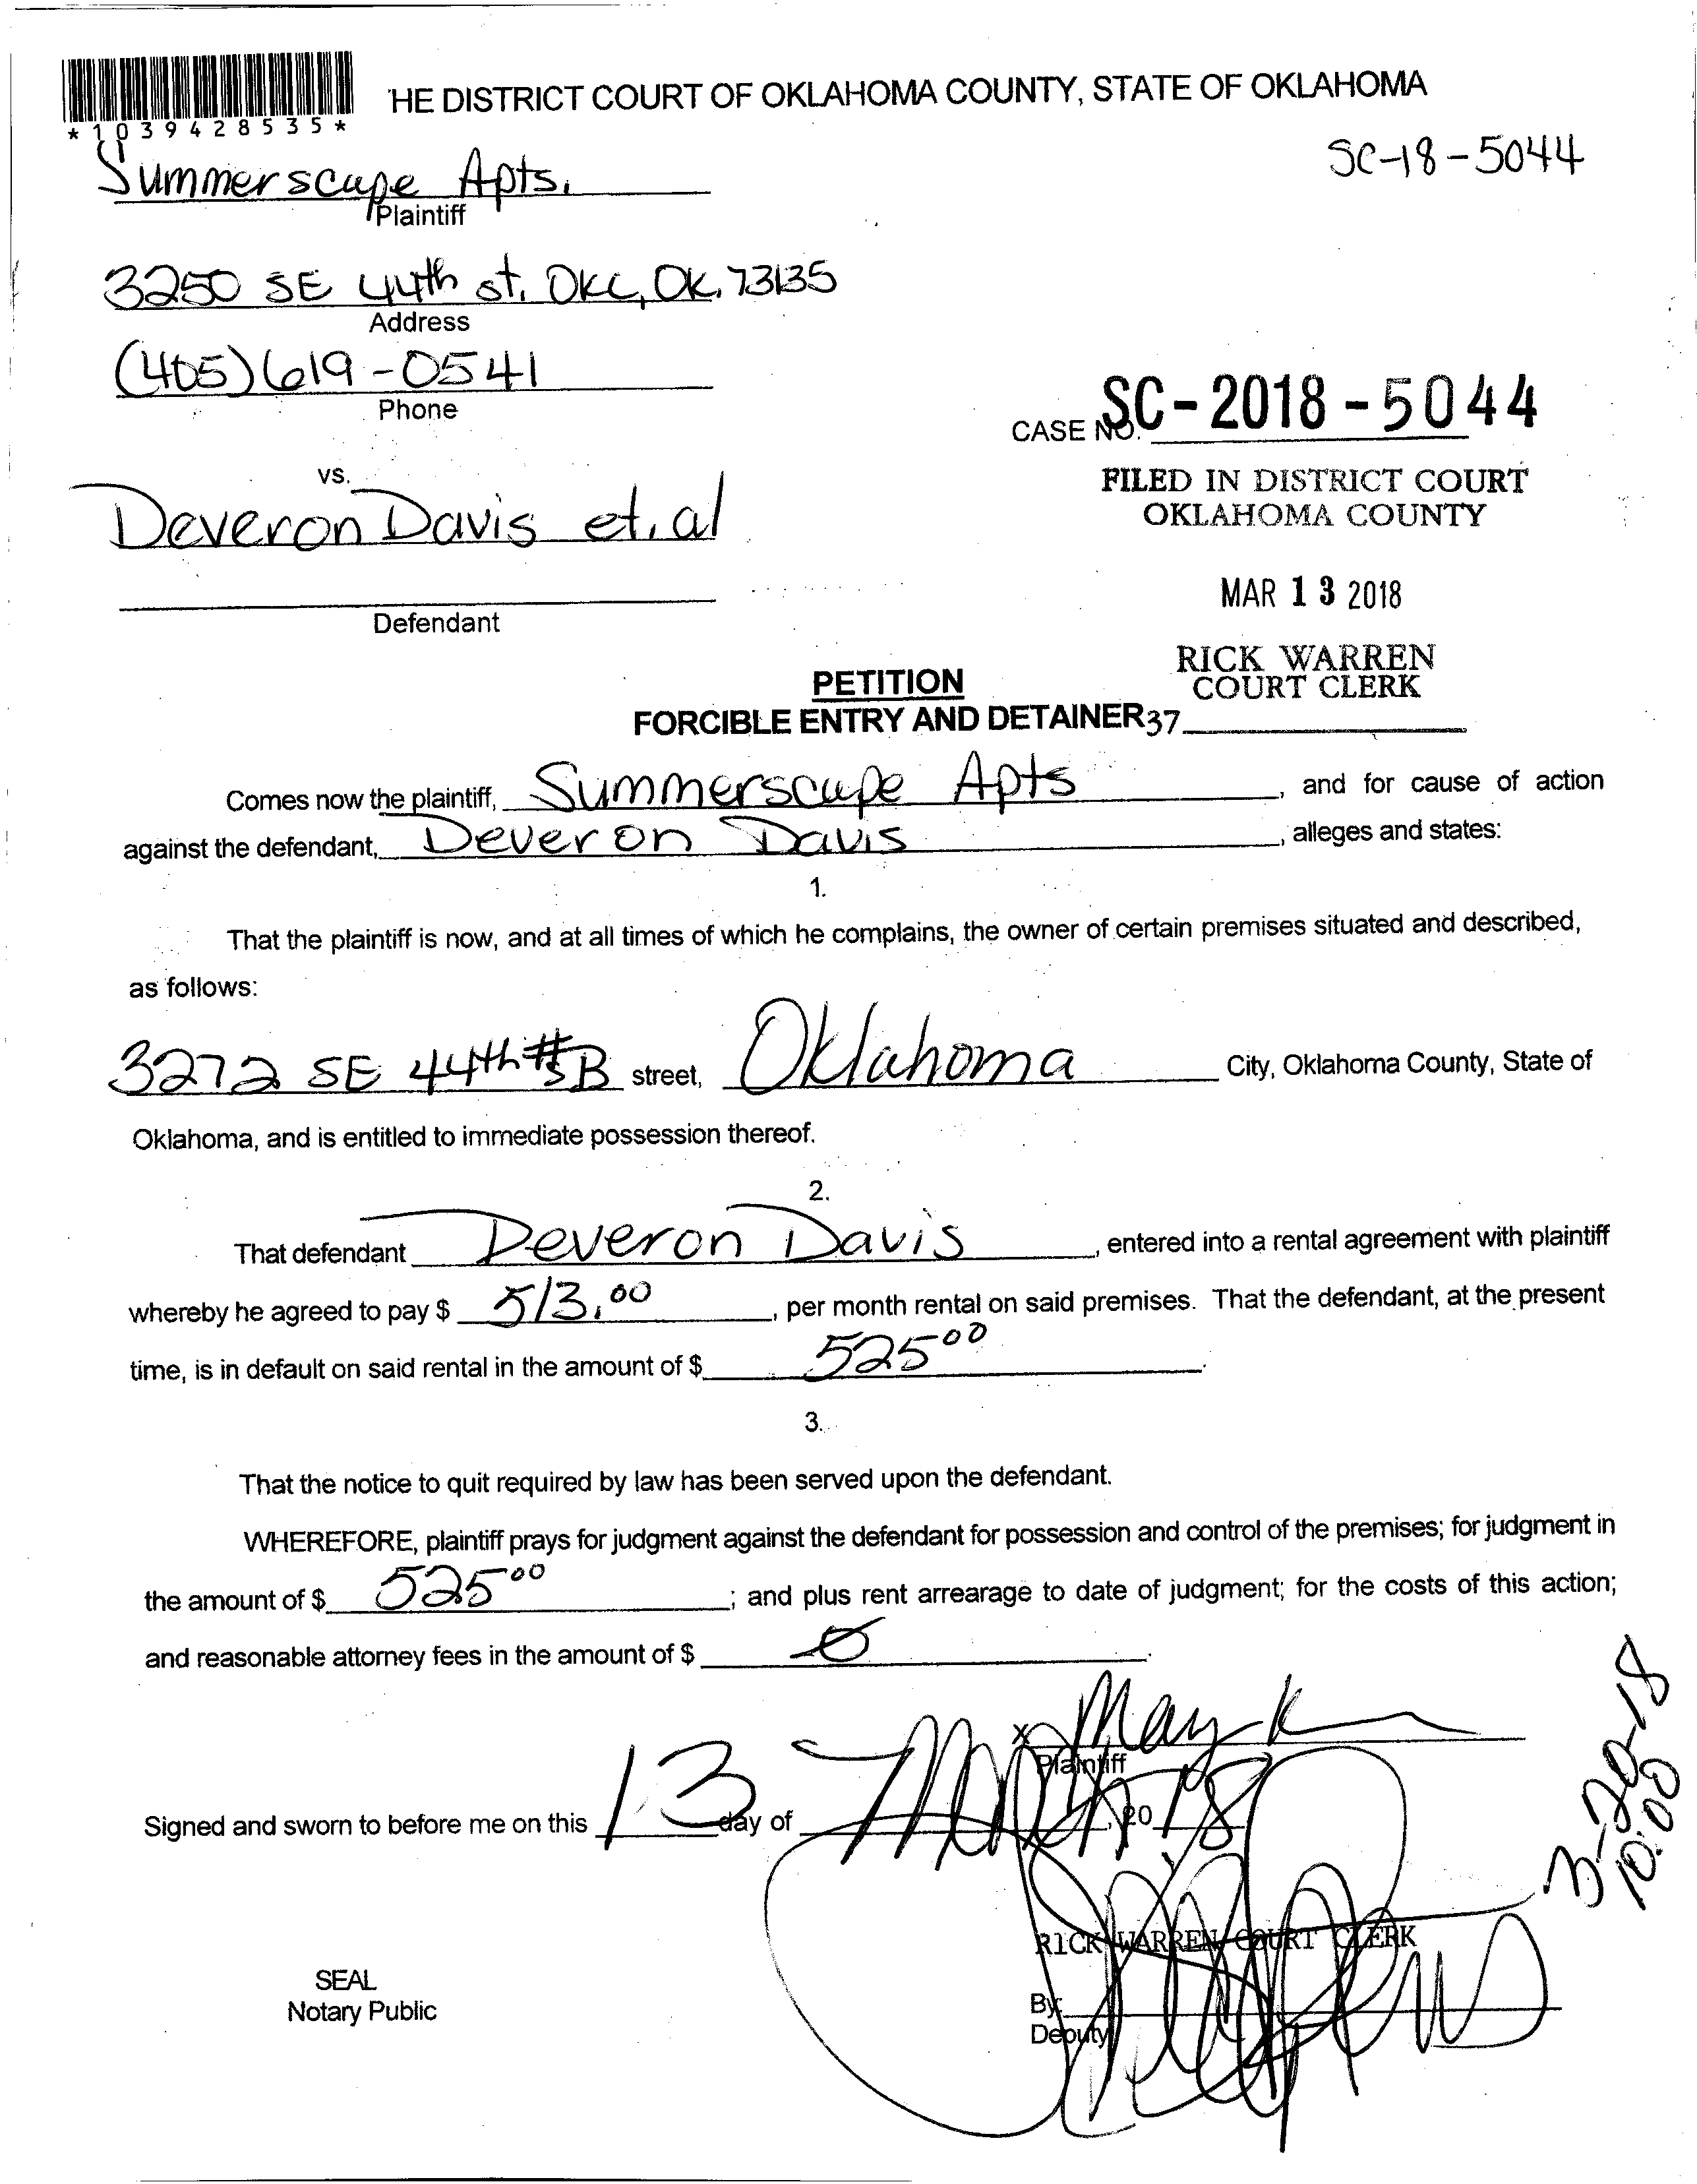 HE DISTRICT COURT OF OKLAHOMA COUNTY, STATE OF OKLAHOMA
*1039428535*
SC-18-5044
Summerscape Apts.
Plaintiff
3250 SE 44th st. OKC, OK. 73135
Address
(405) 619-0541
Phone
CASE NO. SC-2018-5044
vs.
FILED IN DISTRICT COURT
OKLAHOMA COUNTY
Deveron Davis et. al
MAR 13 2018
Defendant
RICK WARREN
COURT CLERK
PETITION
FORCIBLE ENTRY AND DETAINER 37
Comes now the plaintiff, Summerscape Apts, and for cause of action
against the defendant, Deveron Davis, alleges and states:
1.
That the plaintiff is now, and at all times of which he complains, the owner of certain premises situated and described,
as follows:
3272 SE 44th #B street, Oklahoma City, Oklahoma County, State of
Oklahoma, and is entitled to immediate possession thereof.
2.
That defendant Deveron Davis, entered into a rental agreement with plaintiff
whereby he agreed to pay $ 513.00, per month rental on said premises. That the defendant, at the present
time, is in default on said rental in the amount of $ 525 00.
3.
That the notice to quit required by law has been served upon the defendant.
WHEREFORE, plaintiff prays for judgment against the defendant for possession and control of the premises; for judgment in
the amount of $ 525 00; and plus rent arrearage to date of judgment; for the costs of this action;
and reasonable attorney fees in the amount of $ 0.
x
Plaintiff
Signed and sworn to before me on this 13 day of March, 2018
3-20-18
10:00
RICK WARREN COURT CLERK
SEAL
Notary Public
By:
Deputy